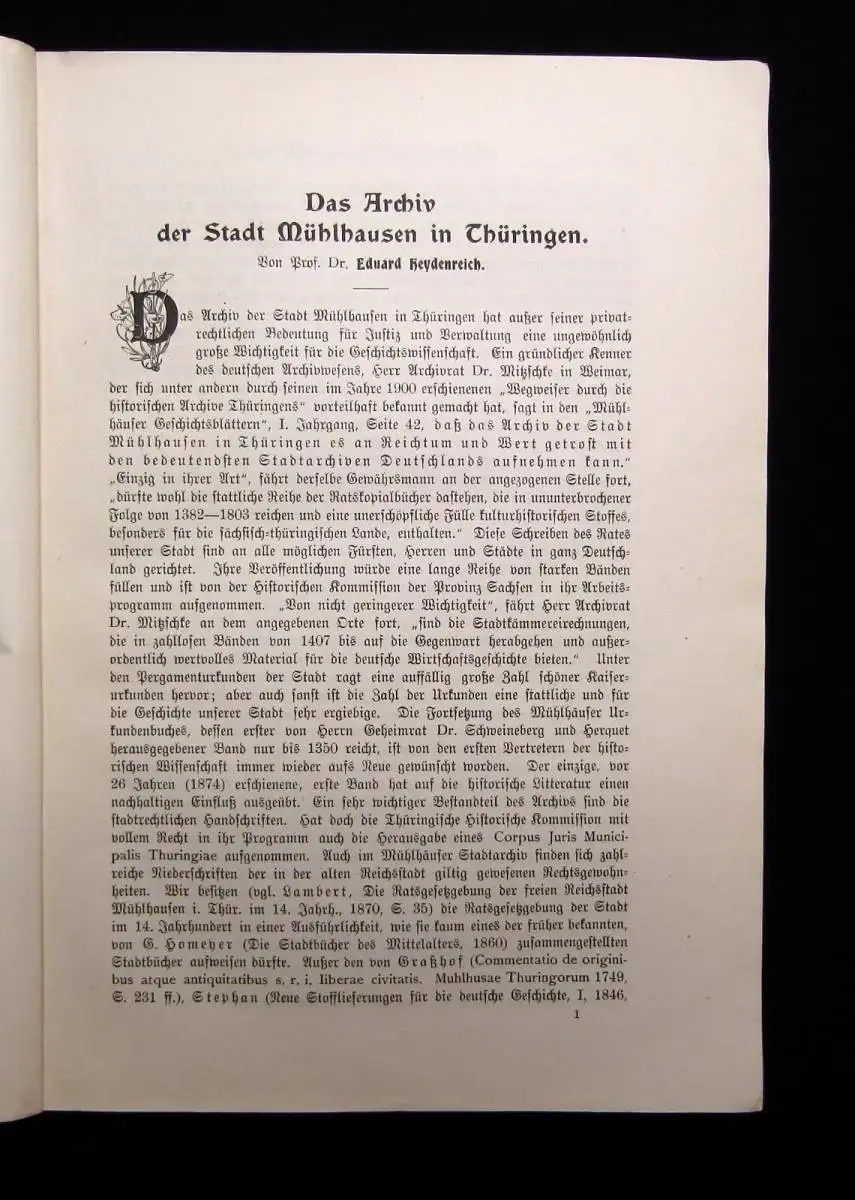 Das Archiv
der Stadt Mühlhausen in Thüringen.
Von Prof. Dr. Eduard Heydenreich.
Das Archiv der Stadt Mühlhausen in Thüringen hat außer seiner privat-
rechtlichen Bedeutung für Justiz und Verwaltung eine ungewöhnlich
große Wichtigkeit für die Geschichtswissenschaft. Ein gründlicher Kenner
des deutschen Archivwesens, Herr Archivrat Dr. Mitzschke in Weimar,
der sich unter andern durch seinen im Jahre 1900 erschienenen „Wegweiser durch die
historischen Archive Thüringens“ vorteilhaft bekannt gemacht hat, sagt in den „Mühl-
häuser Geschichtsblättern“, I. Jahrgang, Seite 42, daß das Archiv der Stadt
Mühlhausen in Thüringen es an Reichtum und Wert getrost mit
den bedeutendsten Stadtarchiven Deutschlands aufnehmen kann.“
„Einzig in ihrer Art“, fährt derselbe Gewährsmann an der angezogenen Stelle fort,
„dürfte wohl die stattliche Reihe der Ratskopialbücher dastehen, die in ununterbrochener
Folge von 1382—1803 reichen und eine unerschöpfliche Fülle kulturhistorischen Stoffes,
besonders für die sächsisch-thüringischen Lande, enthalten.“ Diese Schreiben des Rates
unserer Stadt sind an alle möglichen Fürsten, Herren und Städte in ganz Deutsch-
land gerichtet. Ihre Veröffentlichung würde eine lange Reihe von starken Bänden
füllen und ist von der Historischen Kommission der Provinz Sachsen in ihr Arbeits-
programm aufgenommen. „Von nicht geringerer Wichtigkeit“, fährt Herr Archivrat
Dr. Mitzschke an dem angegebenen Orte fort, „sind die Stadtkämmereirechnungen,
die in zahllosen Bänden von 1407 bis auf die Gegenwart herabgehen und außer-
ordentlich wertvolles Material für die deutsche Wirtschaftsgeschichte bieten.“ Unter
den Pergamenturkunden der Stadt ragt eine auffällig große Zahl schöner Kaiser-
urkunden hervor; aber auch sonst ist die Zahl der Urkunden eine stattliche und für
die Geschichte unserer Stadt sehr ergiebige. Die Fortsetzung des Mühlhäuser Ur-
kundenbuches, dessen erster von Herrn Geheimrat Dr. Schweineberg und Herquet
herausgegebener Band nur bis 1350 reicht, ist von den ersten Vertretern der histo-
rischen Wissenschaft immer wieder aufs Neue gewünscht worden. Der einzige, vor
26 Jahren (1874) erschienene, erste Band hat auf die historische Litteratur einen
nachhaltigen Einfluß ausgeübt. Ein sehr wichtiger Bestandteil des Archivs sind die
stadtrechtlichen Handschriften. Hat doch die Thüringische Historische Kommission mit
vollem Recht in ihr Programm auch die Herausgabe eines Corpus Juris Munici-
palis Thuringiae aufgenommen. Auch im Mühlhäuser Stadtarchiv finden sich zahl-
reiche Niederschriften der in der alten Reichsstadt giltig gewesenen Rechtsgewohn-
heiten. Wir besitzen (vgl. Lambert, Die Ratsgesetzgebung der freien Reichsstadt
Mühlhausen i. Thür. im 14. Jahrh., 1870, S. 35) die Ratsgesetzgebung der Stadt
im 14. Jahrhundert in einer Ausführlichkeit, wie sie kaum eines der früher bekannten,
von G. Homeyer (Die Stadtbücher des Mittelalters, 1860) zusammengestellten
Stadtbücher aufweisen dürfte. Außer den von Graßhof (Commentatio de origini-
bus atque antiquitatibus s. r. i. liberae civitatis. Muhlhusae Thuringorum 1749,
S. 231 ff.), Stephan (Neue Stofflieferungen für die deutsche Geschichte, I, 1846,
1